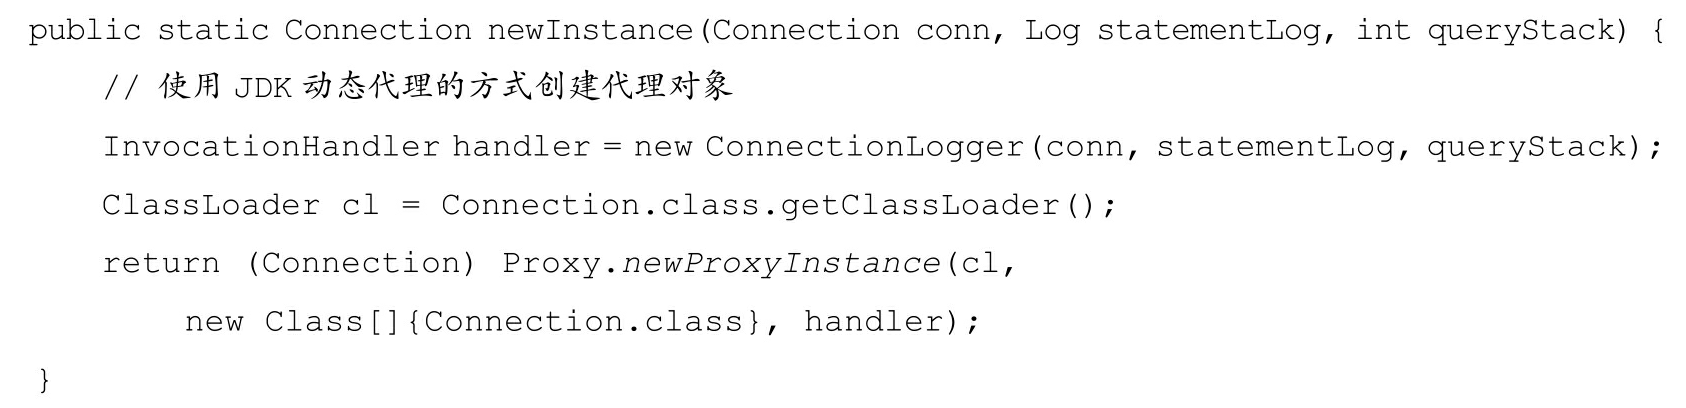 public static Connection newInstance(Connection conn, Log statementLog, int queryStack) {
// 使用 JDK 动态代理的方式创建代理对象
InvocationHandler handler = new ConnectionLogger(conn, statementLog, queryStack);
ClassLoader cl = Connection.class.getClassLoader();
return (Connection) Proxy.newProxyInstance(cl,
new Class[]{Connection.class}, handler);
}